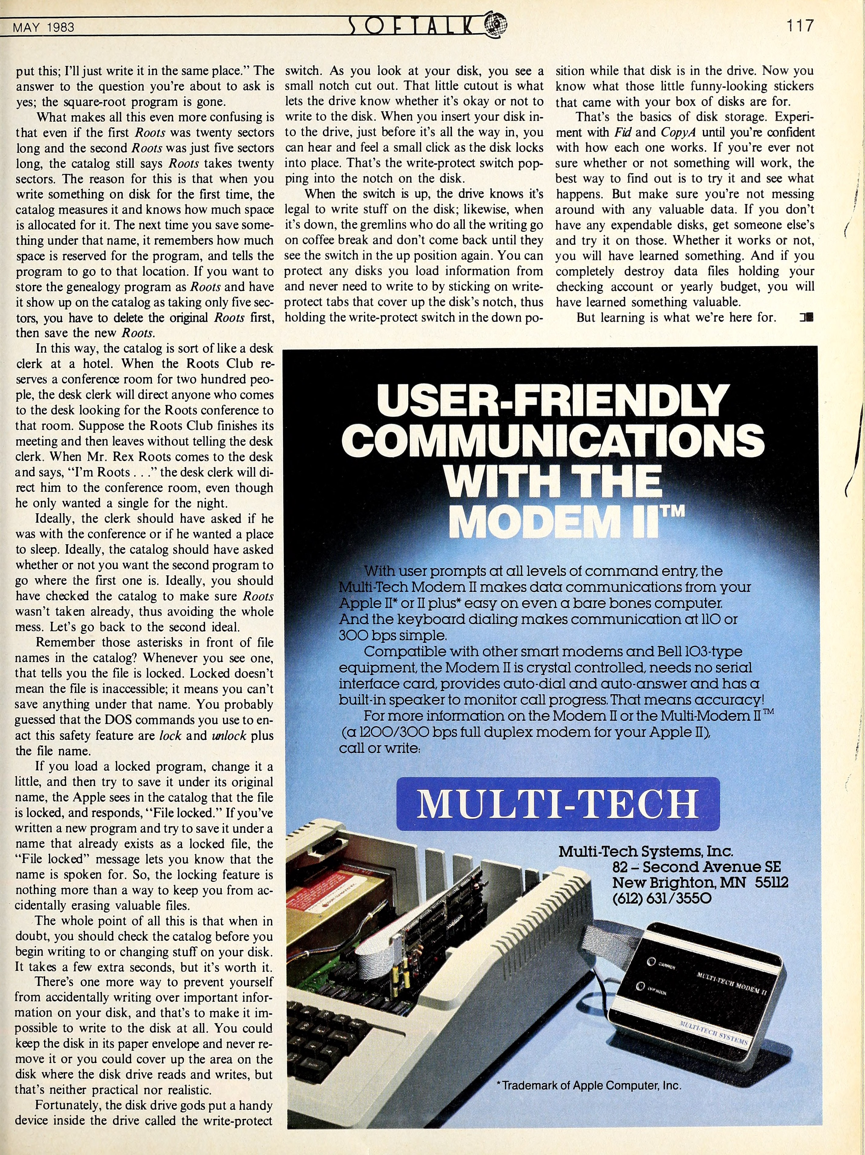 MAY 1983
SOFTALK
117
put this; I'll just write it in the same place." The
answer to the question you're about to ask is
yes; the square-root program is gone.
What makes all this even more confusing is
that even if the first Roots was twenty sectors
long and the second Roots was just five sectors
long, the catalog still says Roots takes twenty
sectors. The reason for this is that when you
write something on disk for the first time, the
catalog measures it and knows how much space
is allocated for it. The next time you save some-
thing under that name, it remembers how much
space is reserved for the program, and tells the
program to go to that location. If you want to
store the genealogy program as Roots and have
it show up on the catalog as taking only five sec-
tors, you have to delete the original Roots first,
then save the new Roots.
In this way, the catalog is sort of like a desk
clerk at a hotel. When the Roots Club re-
serves a conference room for two hundred peo-
ple, the desk clerk will direct anyone who comes
to the desk looking for the Roots conference to
that room. Suppose the Roots Club finishes its
meeting and then leaves without telling the desk
clerk. When Mr. Rex Roots comes to the desk
and says, "I'm Roots . . ." the desk clerk will di-
rect him to the conference room, even though
he only wanted a single for the night.
Ideally, the clerk should have asked if he
was with the conference or if he wanted a place
to sleep. Ideally, the catalog should have asked
whether or not you want the second program to
go where the first one is. Ideally, you should
have checked the catalog to make sure Roots
wasn't taken already, thus avoiding the whole
mess. Let's go back to the second ideal.
Remember those asterisks in front of file
names in the catalog? Whenever you see one,
that tells you the file is locked. Locked doesn't
mean the file is inaccessible; it means you can't
save anything under that name. You probably
guessed that the DOS commands you use to en-
act this safety feature are lock and unlock plus
the file name.
If you load a locked program, change it a
little, and then try to save it under its original
name, the Apple sees in the catalog that the file
is locked, and responds, "File locked." If you've
written a new program and try to save it under a
name that already exists as a locked file, the
"File locked" message lets you know that the
name is spoken for. So, the locking feature is
nothing more than a way to keep you from ac-
cidentally erasing valuable files.
The whole point of all this is that when in
doubt, you should check the catalog before you
begin writing to or changing stuff on your disk.
It takes a few extra seconds, but it's worth it.
There's one more way to prevent yourself
from accidentally writing over important infor-
mation on your disk, and that's to make it im-
possible to write to the disk at all. You could
keep the disk in its paper envelope and never re-
move it or you could cover up the area on the
disk where the disk drive reads and writes, but
that's neither practical nor realistic.
Fortunately, the disk drive gods put a handy
device inside the drive called the write-protect
switch. As you look at your disk, you see a
small notch cut out. That little cutout is what
lets the drive know whether it's okay or not to
write to the disk. When you insert your disk in-
to the drive, just before it's all the way in, you
can hear and feel a small click as the disk locks
into place. That's the write-protect switch pop-
ping into the notch on the disk.
When the switch is up, the drive knows it's
legal to write stuff on the disk; likewise, when
it's down, the gremlins who do all the writing go
on coffee break and don't come back until they
see the switch in the up position again. You can
protect any disks you load information from
and never need to write to by sticking on write-
protect tabs that cover up the disk's notch, thus
holding the write-protect switch in the down po-
sition while that disk is in the drive. Now you
know what those little funny-looking stickers
that came with your box of disks are for.
That's the basics of disk storage. Experi-
ment with Fid and CopyA until you're confident
with how each one works. If you're ever not
sure whether or not something will work, the
best way to find out is to try it and see what
happens. But make sure you're not messing
around with any valuable data. If you don't
have any expendable disks, get someone else's
and try it on those. Whether it works or not,
you will have learned something. And if you
completely destroy data files holding your
checking account or yearly budget, you will
have learned something valuable.
But learning is what we're here for.
USER-FRIENDLY
COMMUNICATIONS
WITH THE
MODEM II™
With user prompts at all levels of command entry, the
Multi-Tech Modem II makes data communications from your
Apple II* or II plus* easy on even a bare bones computer.
And the keyboard dialing makes communication at 110 or
300 bps simple.
Compatible with other smart modems and Bell 103-type
equipment, the Modem II is crystal controlled, needs no serial
interface card, provides auto-dial and auto-answer and has a
built-in speaker to monitor call progress. That means accuracy!
For more information on the Modem II or the Multi-Modem II™
(a 1200/300 bps full duplex modem for your Apple II),
call or write:
MULTI-TECH
Multi-Tech Systems, Inc.
82 – Second Avenue SE
New Brighton, MN 55112
(612) 631/3550
CARRIER
MULTI-TECH MODEM II
OFF HOOK
MULTI-TECH SYSTEMS
*Trademark of Apple Computer, Inc.